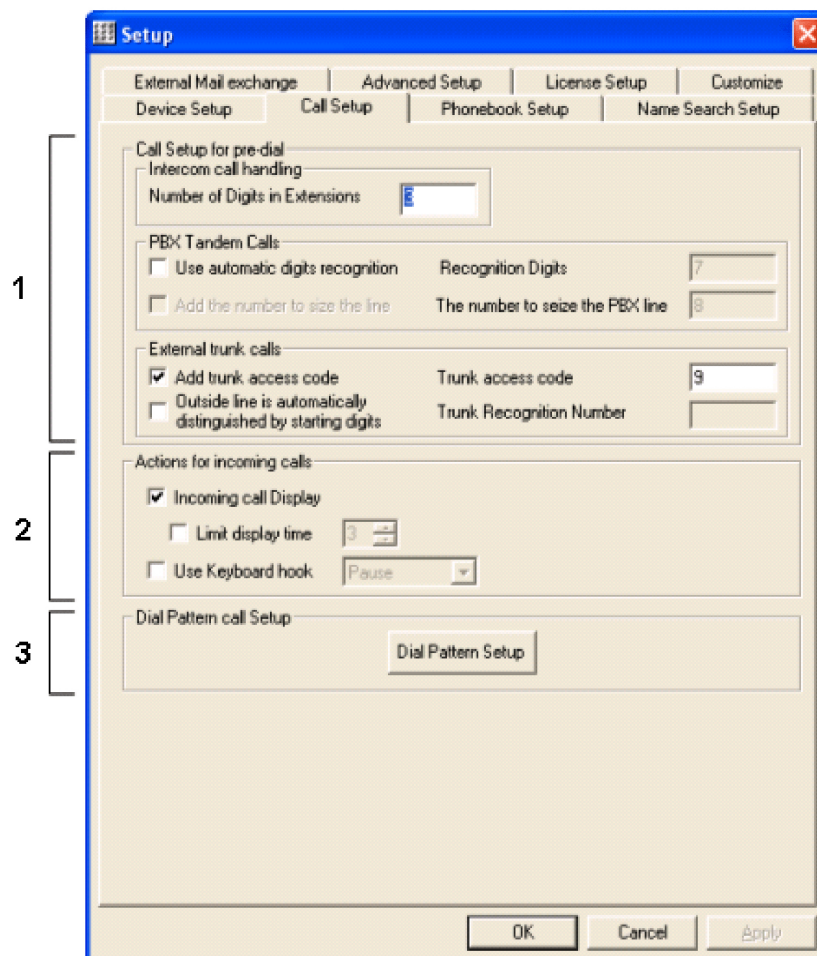 Setup
External Mail exchange Advanced Setup License Setup Customize
Device Setup Call Setup Phonebook Setup Name Search Setup
1
Call Setup for pre-dial
Intercom call handling
Number of Digits in Extensions 3
PBX Tandem Calls
Use automatic digits recognition Recognition Digits 7
Add the number to size the line The number to seize the PBX line 8
External trunk calls
Add trunk access code Trunk access code 9
Outside line is automatically
distinguished by starting digits Trunk Recognition Number
2
Actions for incoming calls
Incoming call Display
Limit display time 3
Use Keyboard hook Pause
3
Dial Pattern call Setup
Dial Pattern Setup
OK Cancel Apply